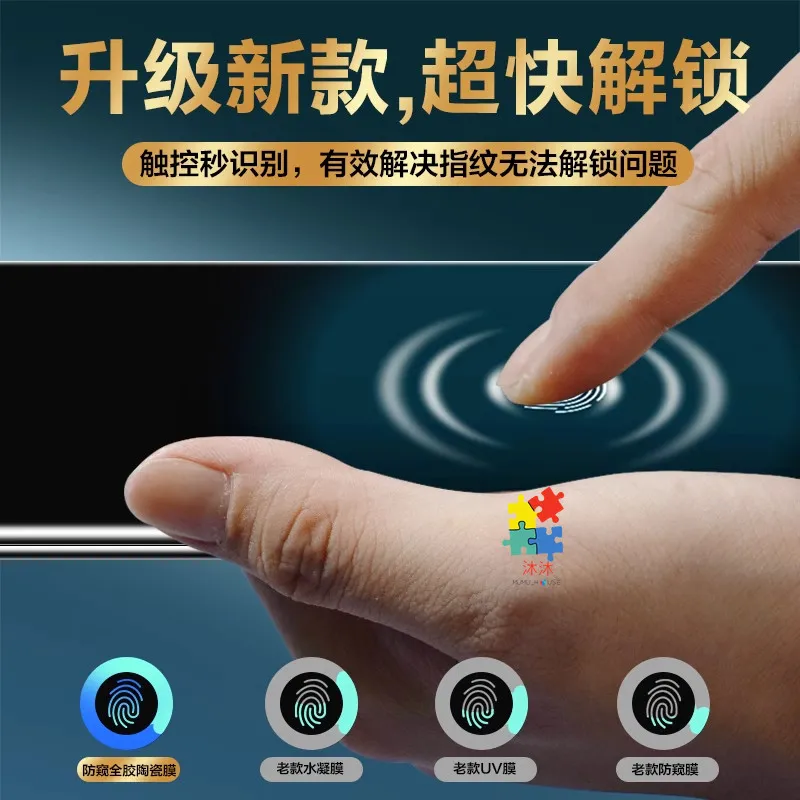 升级新款,超快解锁
触控秒识别，有效解决指纹无法解锁问题
沐沐
MUMU_HOUSE
防窥全胶陶瓷膜
老款水凝膜
老款UV膜
老款防窥膜